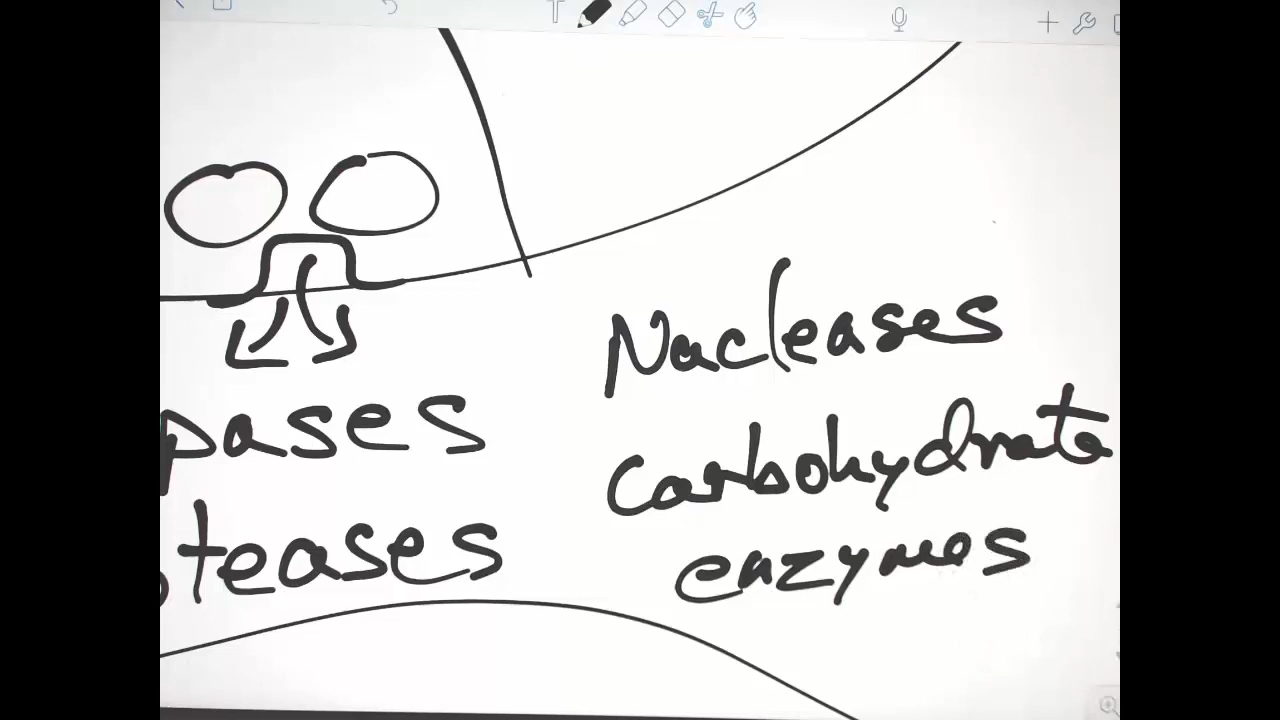 pases
teases
Nucleases
carbohydrate
enzymes